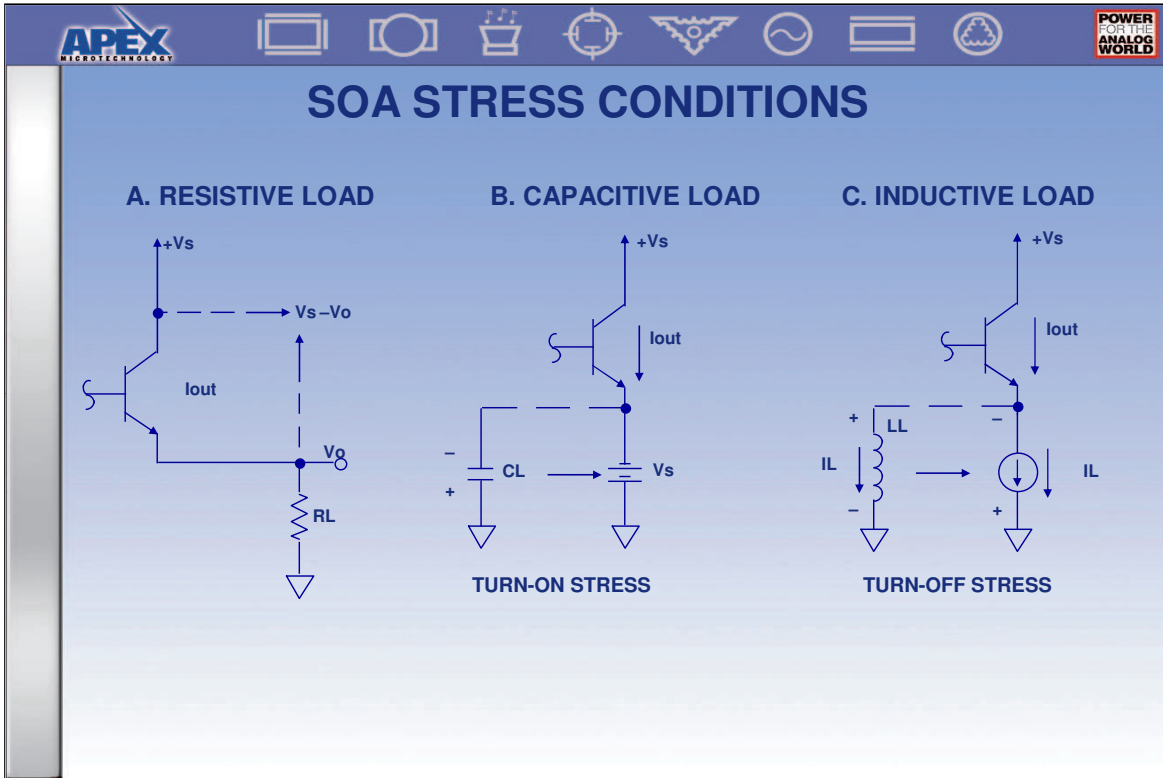 APEX
MICROTECHNOLOGY
POWER
FOR THE
ANALOG
WORLD
SOA STRESS CONDITIONS
A. RESISTIVE LOAD
+Vs
Vs –Vo
Iout
Vo
RL
B. CAPACITIVE LOAD
+Vs
Iout
–
CL
+
Vs
TURN-ON STRESS
C. INDUCTIVE LOAD
+Vs
Iout
+
LL
–
IL
IL
–
+
TURN-OFF STRESS